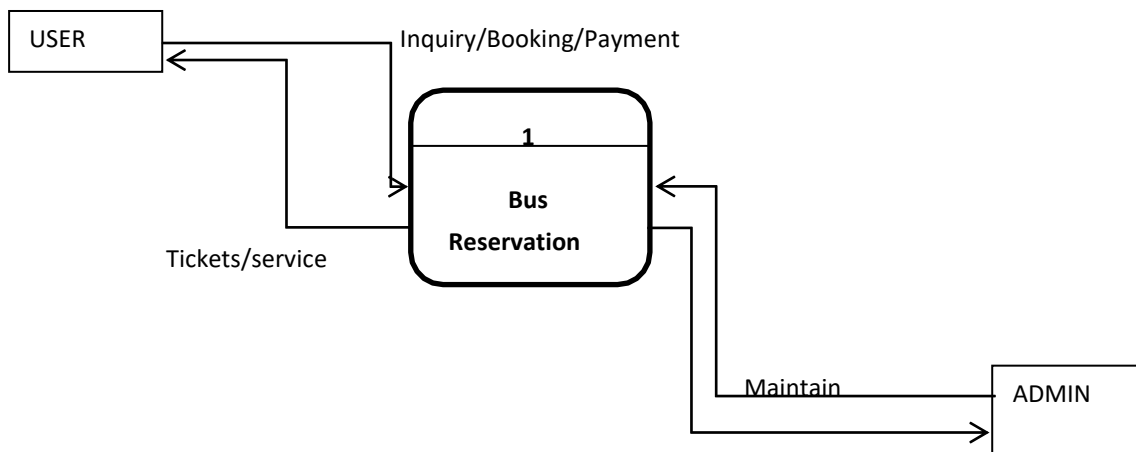 USER
Inquiry/Booking/Payment
1
Bus
Reservation
Tickets/service
Maintain
ADMIN